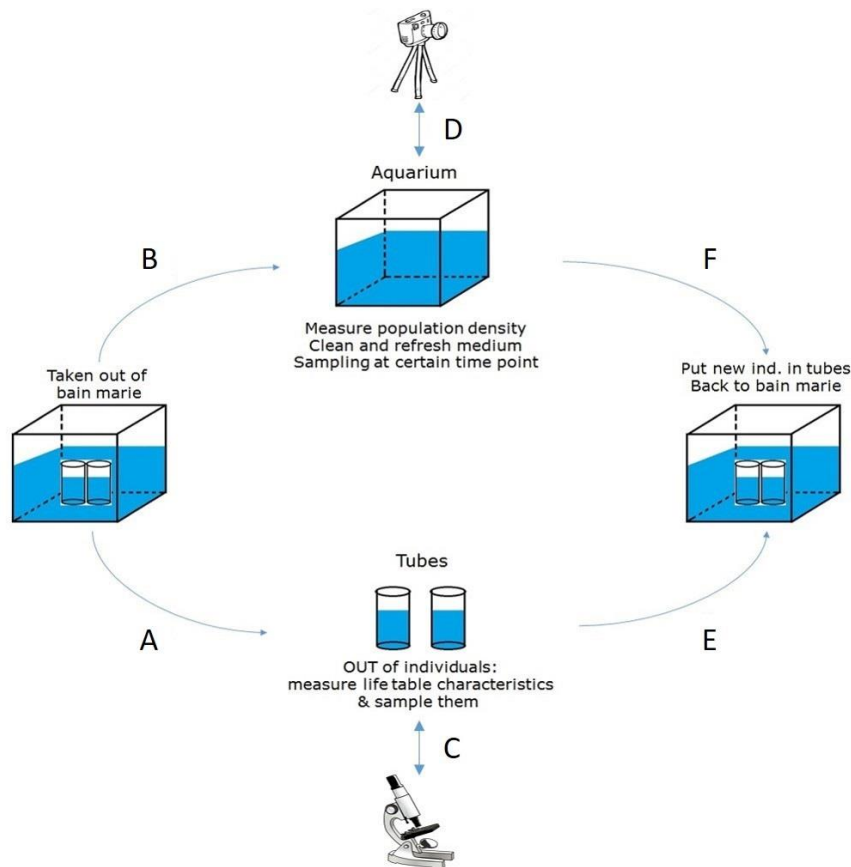 D
Aquarium
B
F
Measure population density
Clean and refresh medium
Sampling at certain time point
Taken out of
bain marie
Put new ind. in tubes
Back to bain marie
Tubes
A
E
OUT of individuals:
measure life table characteristics
& sample them
C